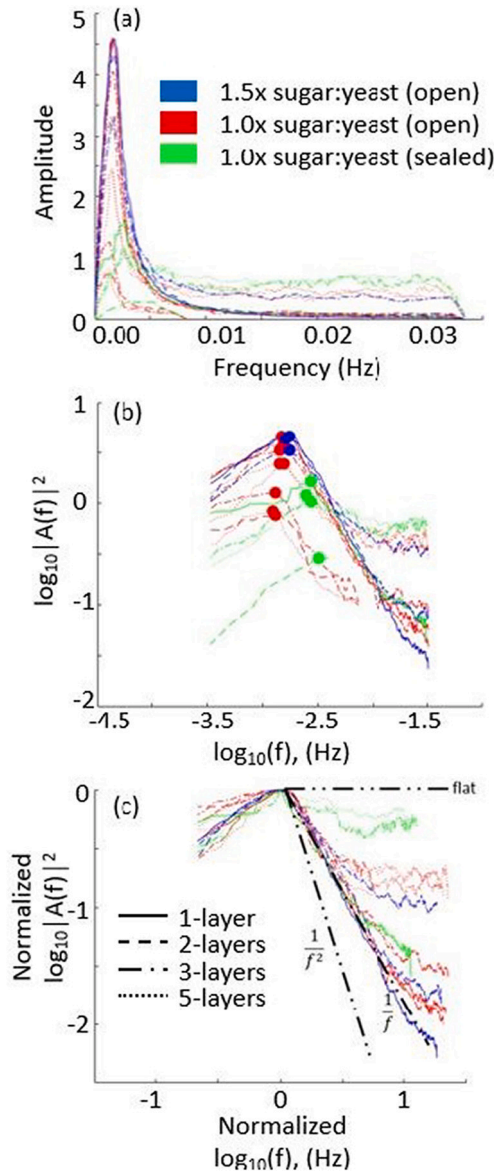 (a)
5
4
3
2
1
0
Amplitude
1.5x sugar:yeast (open)
1.0x sugar:yeast (open)
1.0x sugar:yeast (sealed)
0.00 0.01 0.02 0.03
Frequency (Hz)
(b)
1
0
-1
-2
log₁₀|A(f)|²
-4.5 -3.5 -2.5 -1.5
log₁₀(f), (Hz)
(c)
0
-1
-2
Normalized
log₁₀|A(f)|²
flat
1-layer
2-layers
3-layers
5-layers
1/f²
1/f
-1 0 1
Normalized
log₁₀(f), (Hz)